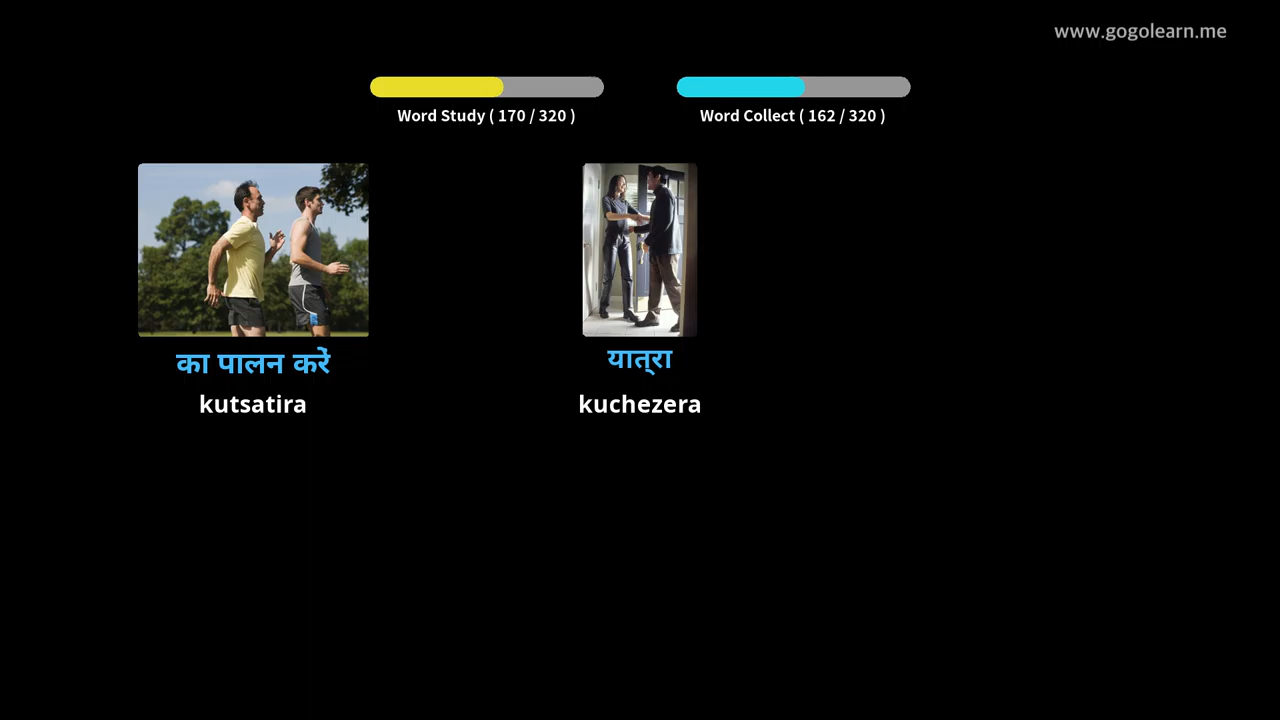 www.gogolearn.me
Word Study ( 170 / 320 )
Word Collect ( 162 / 320 )
का पालन करें
यात्रा
kutsatira
kuchezera